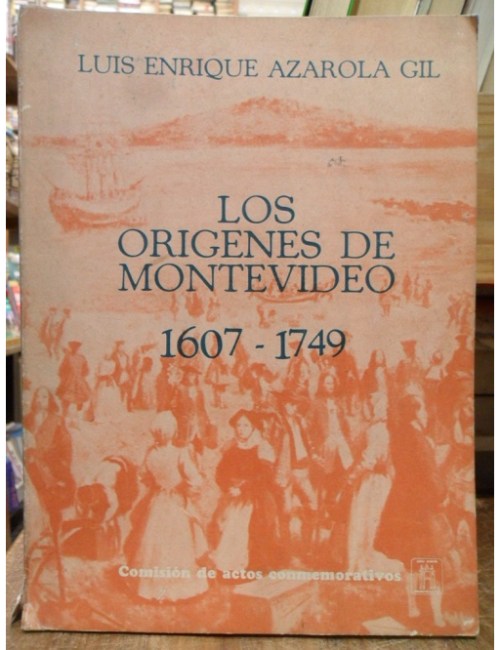 LUIS ENRIQUE AZAROLA GIL
LOS
ORIGENES DE
MONTEVIDEO
1607 - 1749
Comisión de actos conmemorativos